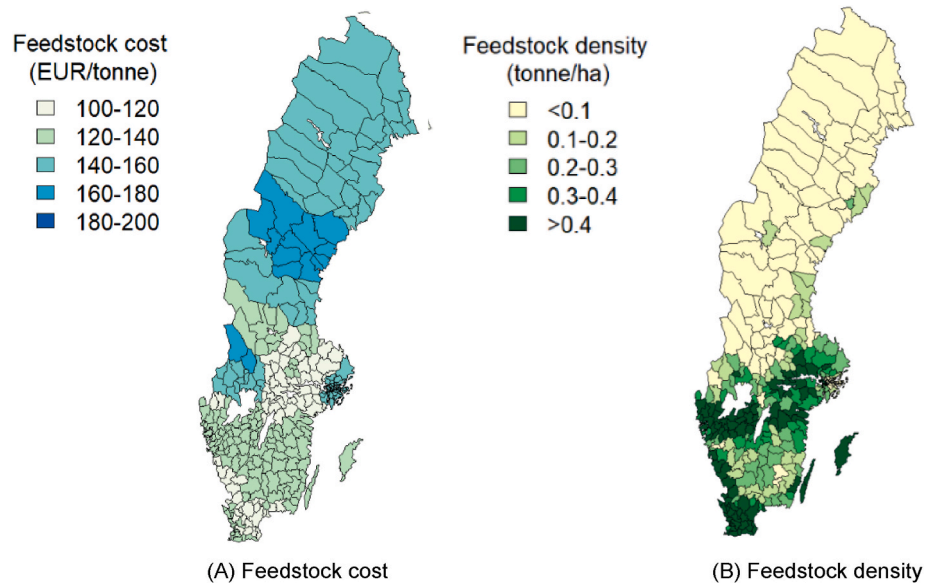 Feedstock cost
(EUR/tonne)
100-120
120-140
140-160
160-180
180-200
Feedstock density
(tonne/ha)
<0.1
0.1-0.2
0.2-0.3
0.3-0.4
>0.4
(A) Feedstock cost
(B) Feedstock density